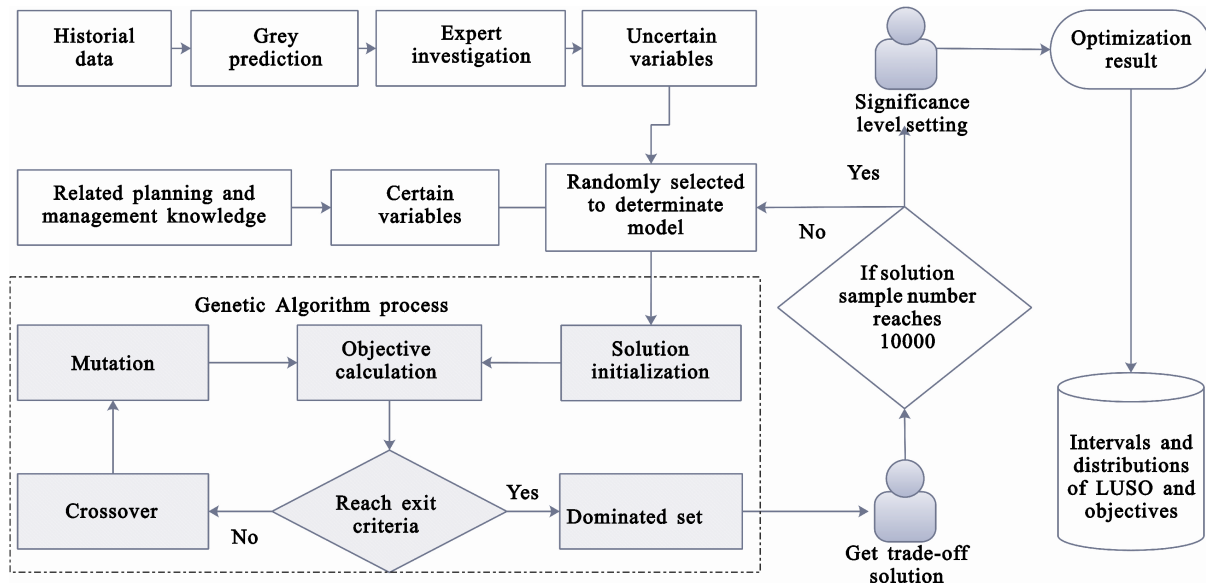 Historial
data
Grey
prediction
Expert
investigation
Uncertain
variables
Significance
level setting
Optimization
result
Related planning and
management knowledge
Certain
variables
Randomly selected
to determinate
model
Yes
No
If solution
sample number
reaches
10000
Genetic Algorithm process
Mutation
Objective
calculation
Solution
initialization
Crossover
No
Reach exit
criteria
Yes
Dominated set
Get trade-off
solution
Intervals and
distributions
of LUSO and
objectives